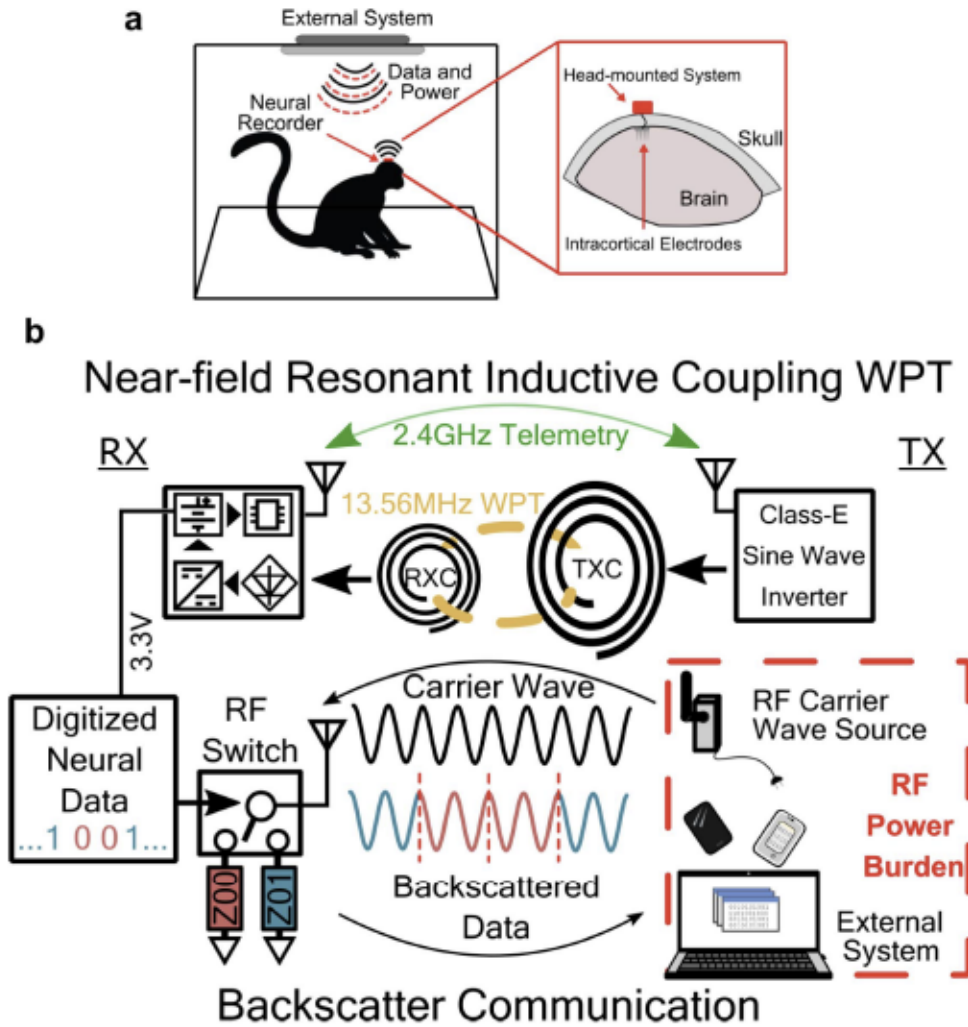 a
External System
Data and
Power
Neural
Recorder
Head-mounted System
Skull
Brain
Intracortical Electrodes
b
Near-field Resonant Inductive Coupling WPT
2.4GHz Telemetry
RX
TX
13.56MHz WPT
RXC
TXC
Class-E
Sine Wave
Inverter
3.3V
Digitized
Neural
Data
...1 0 0 1...
RF
Switch
Z00
Z01
Carrier Wave
Backscattered
Data
RF Carrier
Wave Source
RF
Power
Burden
External
System
Backscatter Communication